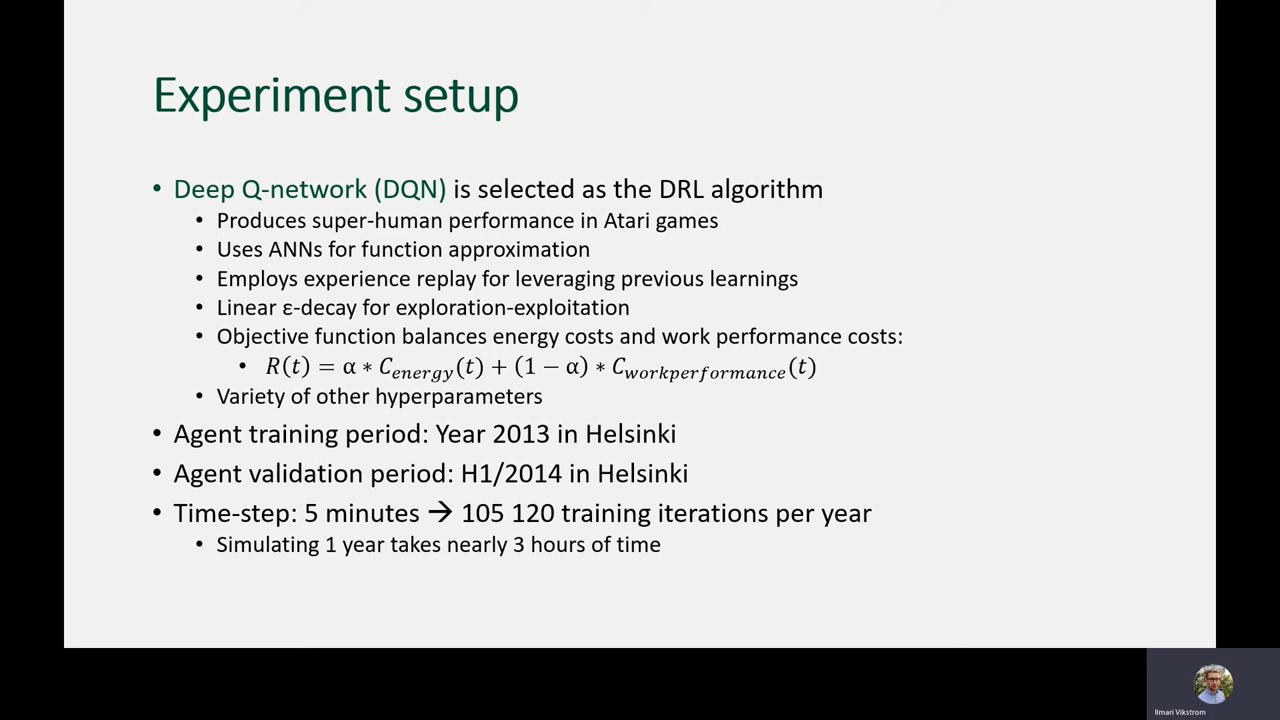 Experiment setup
• Deep Q-network (DQN) is selected as the DRL algorithm
• Produces super-human performance in Atari games
• Uses ANNs for function approximation
• Employs experience replay for leveraging previous learnings
• Linear ε-decay for exploration-exploitation
• Objective function balances energy costs and work performance costs:
• R(t) = α ∗ C_energy(t) + (1 − α) ∗ C_workperformance(t)
• Variety of other hyperparameters
• Agent training period: Year 2013 in Helsinki
• Agent validation period: H1/2014 in Helsinki
• Time-step: 5 minutes → 105 120 training iterations per year
• Simulating 1 year takes nearly 3 hours of time
Ilmari Vikstrom